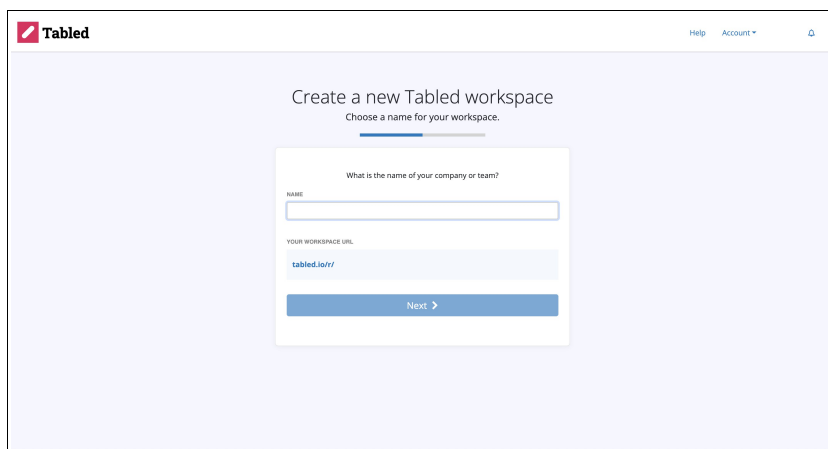 Tabled
Help Account
Create a new Tabled workspace
Choose a name for your workspace.
What is the name of your company or team?
NAME
YOUR WORKSPACE URL
tabled.io/r/
Next